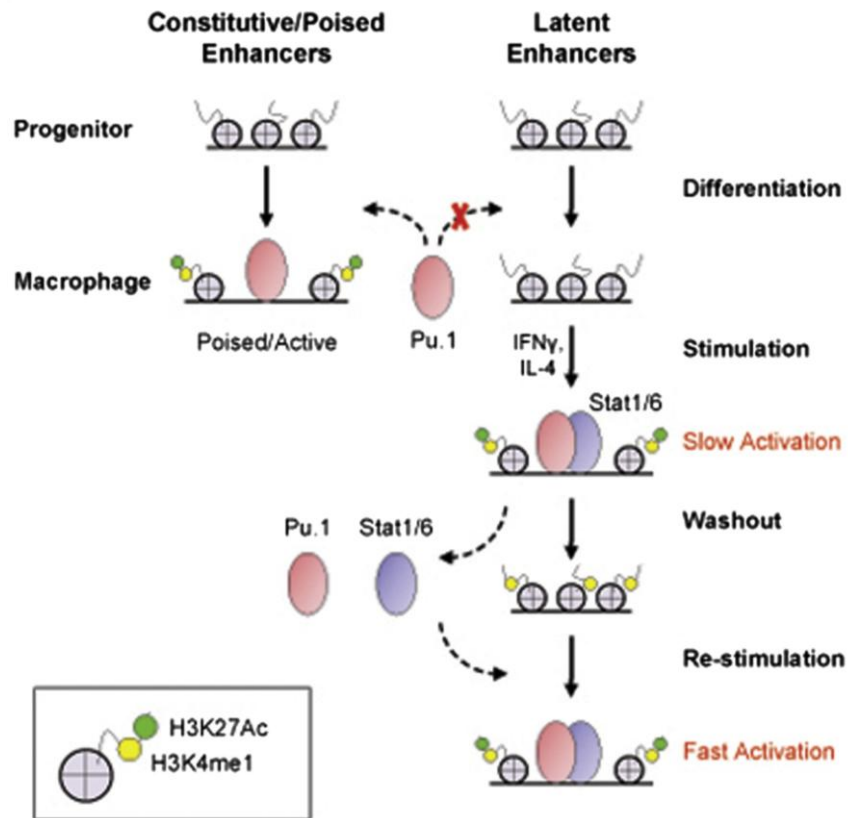 Constitutive/Poised
Enhancers
Latent
Enhancers
Progenitor
Differentiation
Macrophage
Poised/Active
Pu.1
IFNγ,
IL-4
Stimulation
Stat1/6
Slow Activation
Pu.1
Stat1/6
Washout
Re-stimulation
H3K27Ac
H3K4me1
Fast Activation